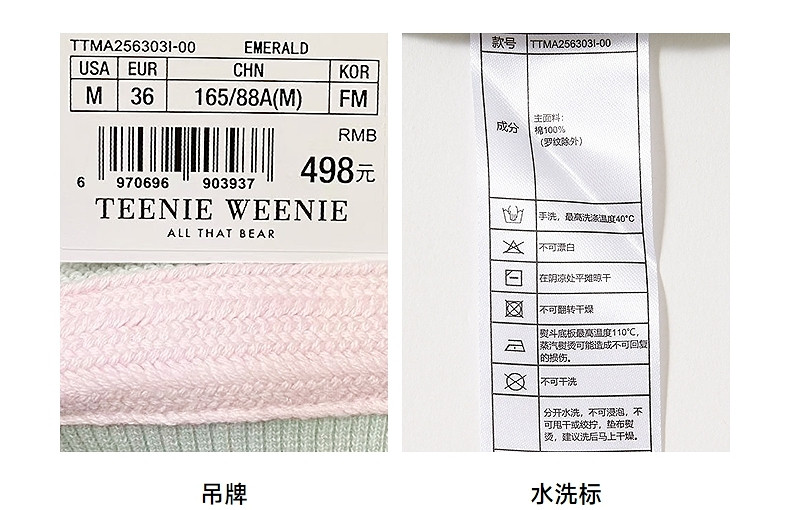 TTMA256303I-00 EMERALD
USA EUR CHN KOR
M 36 165/88A(M) FM
RMB
498元
6 970696 903937
TEENIE WEENIE
ALL THAT BEAR
吊牌
款号 TTMA256303I-00
成分
主面料:
棉100%
(罗纹除外)
手洗，最高洗涤温度40℃
不可漂白
在阴凉处平摊晾干
不可翻转干燥
熨斗底板最高温度110℃，
蒸汽熨烫可能造成不可回复
的损伤。
不可干洗
分开水洗，不可浸泡，不
可甩干或绞拧，垫布熨
烫，建议洗后马上干燥。
水洗标